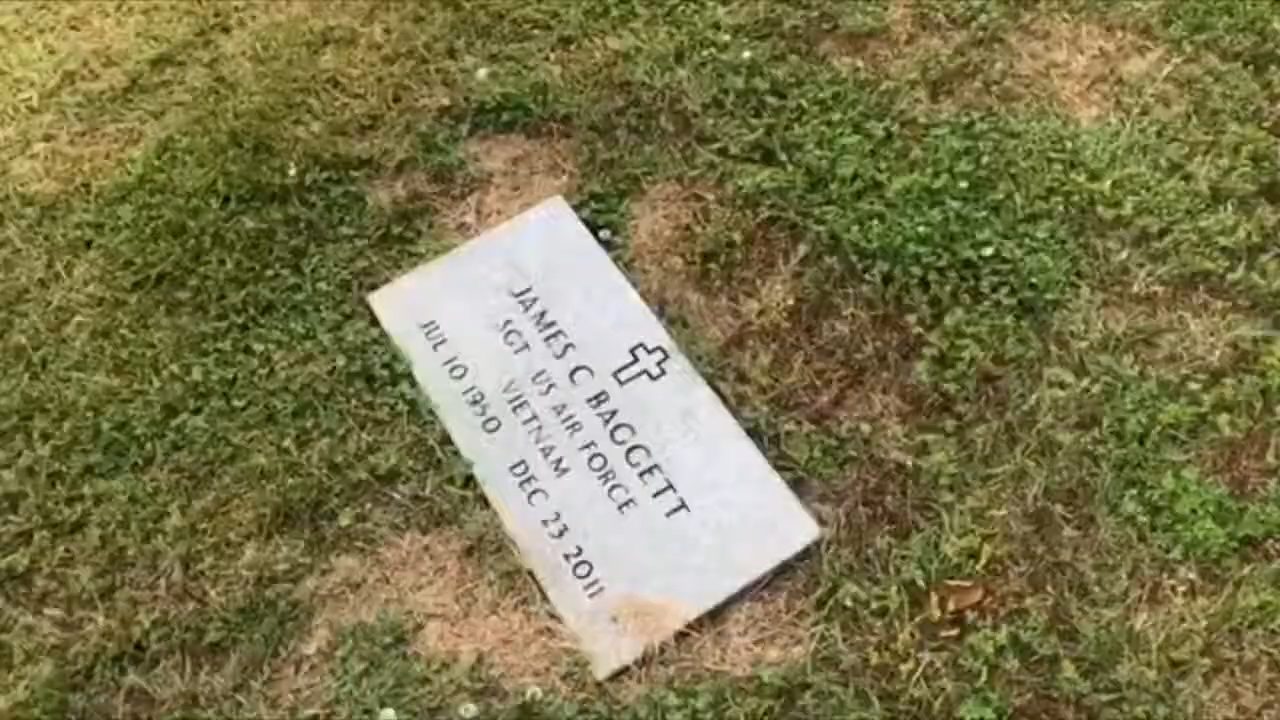 JAMES C BAGGETT
SGT US AIR FORCE
VIETNAM
JUL 10 1950 DEC 23 2011